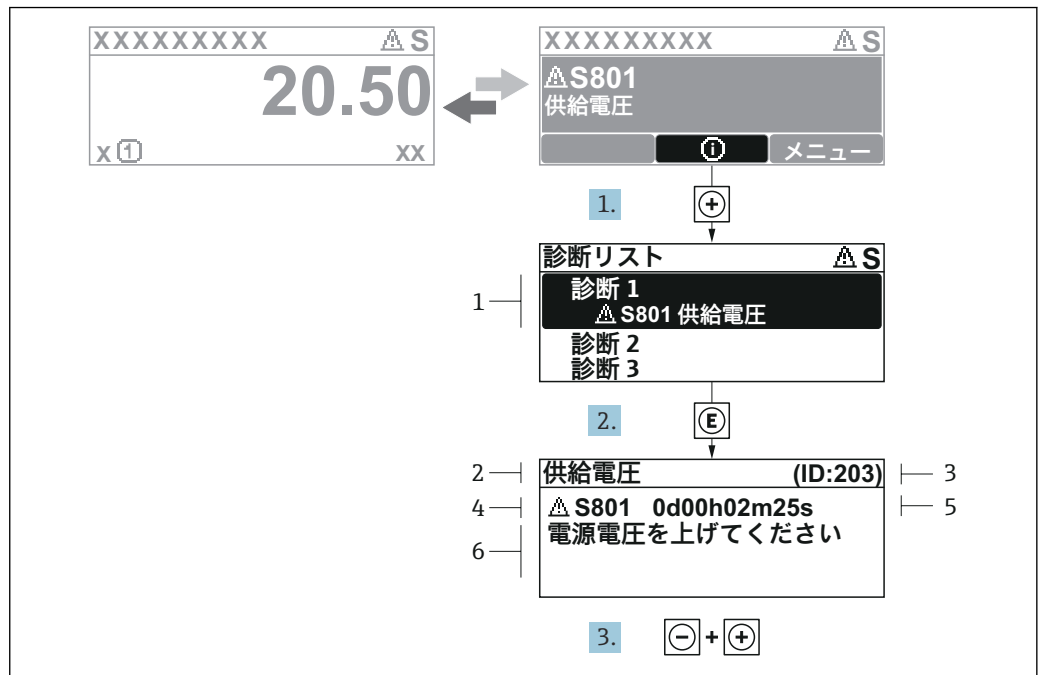 XXXXXXXXX ⚠ S
20.50
x ① xx
XXXXXXXXX ⚠ S
⚠S801
供給電圧
ⓘ メニュー
1. +
診断リスト ⚠ S
1 診断 1
⚠ S801 供給電圧
診断 2
診断 3
2. E
2 供給電圧 (ID:203) 3
4 ⚠ S801 0d00h02m25s 5
6 電源電圧を上げてください
3. - + +